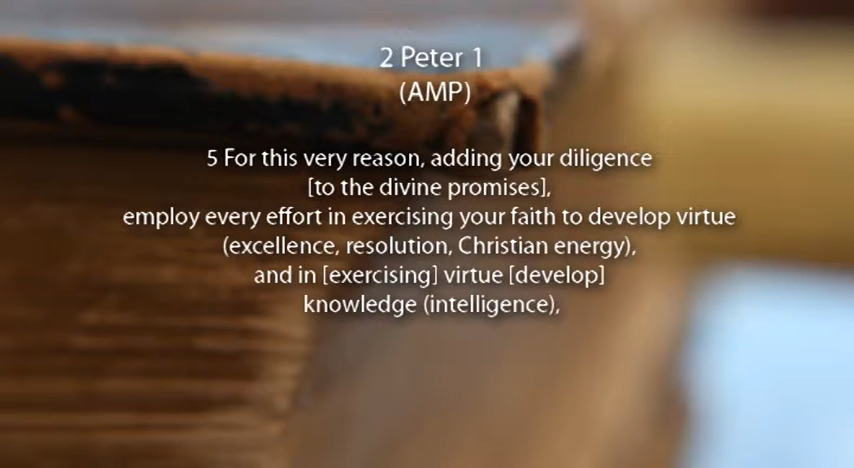 2 Peter 1
(AMP)
5 For this very reason, adding your diligence
[to the divine promises],
employ every effort in exercising your faith to develop virtue
(excellence, resolution, Christian energy),
and in [exercising] virtue [develop]
knowledge (intelligence),